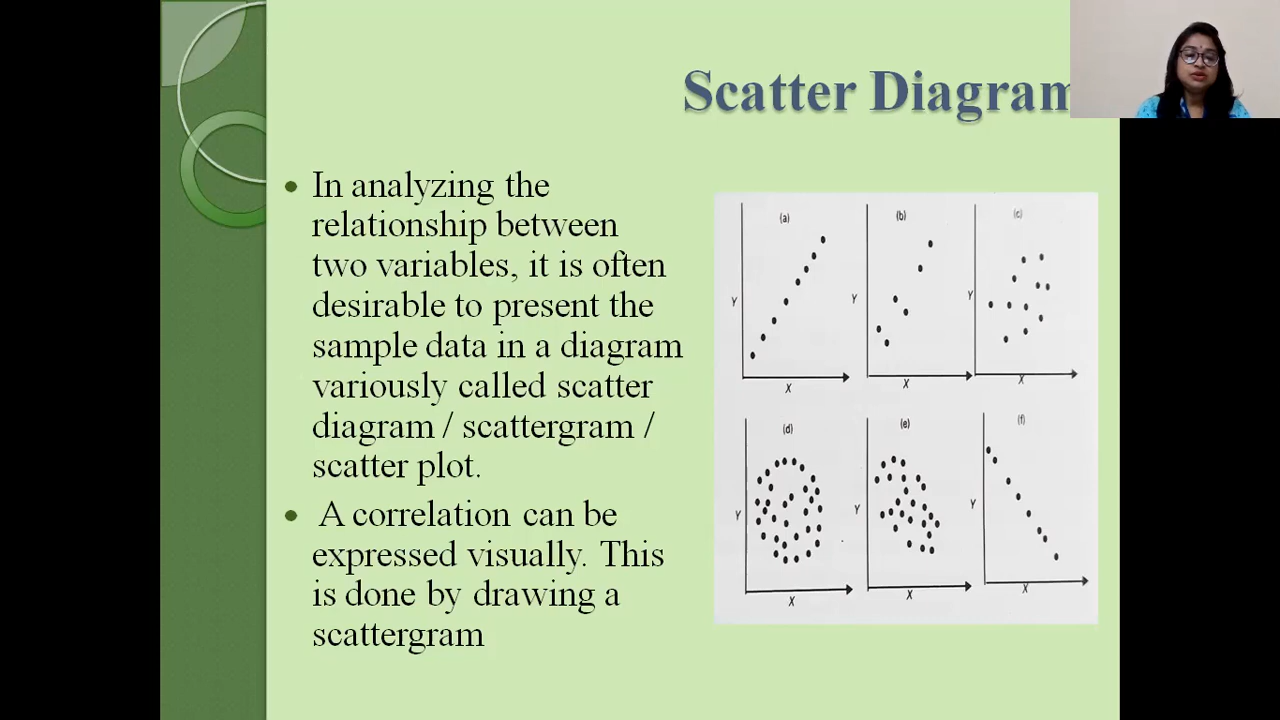 Scatter Diagram
• In analyzing the
relationship between
two variables, it is often
desirable to present the
sample data in a diagram
variously called scatter
diagram / scattergram /
scatter plot.
• A correlation can be
expressed visually. This
is done by drawing a
scattergram
(a)
(b)
(c)
Y
Y
Y
X
X
X
(d)
(e)
(f)
Y
Y
Y
X
X
X